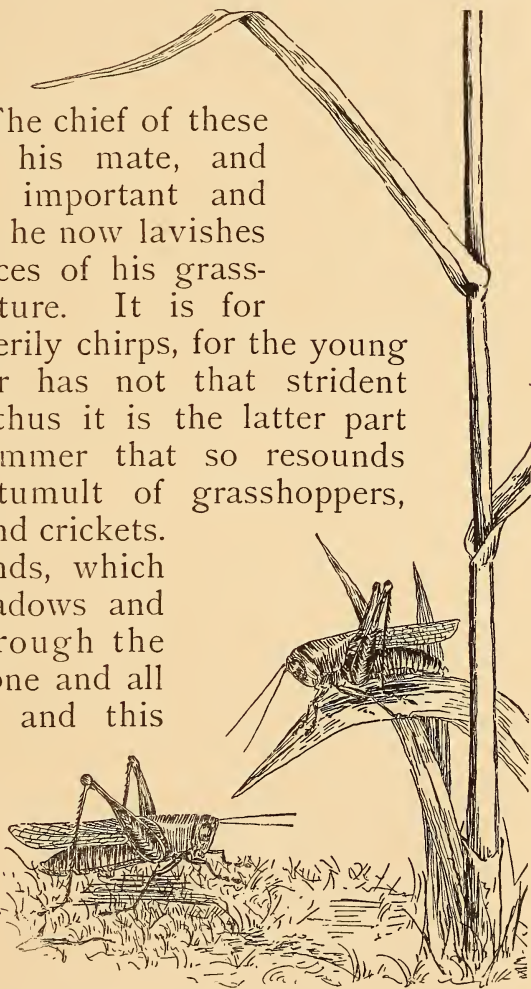 The chief of these
his mate, and
important and
he now lavishes
ces of his grass-
ture. It is for
erily chirps, for the young
r has not that strident
thus it is the latter part
mmer that so resounds
tumult of grasshoppers,
nd crickets.
nds, which
adows and
rough the
one and all
and this